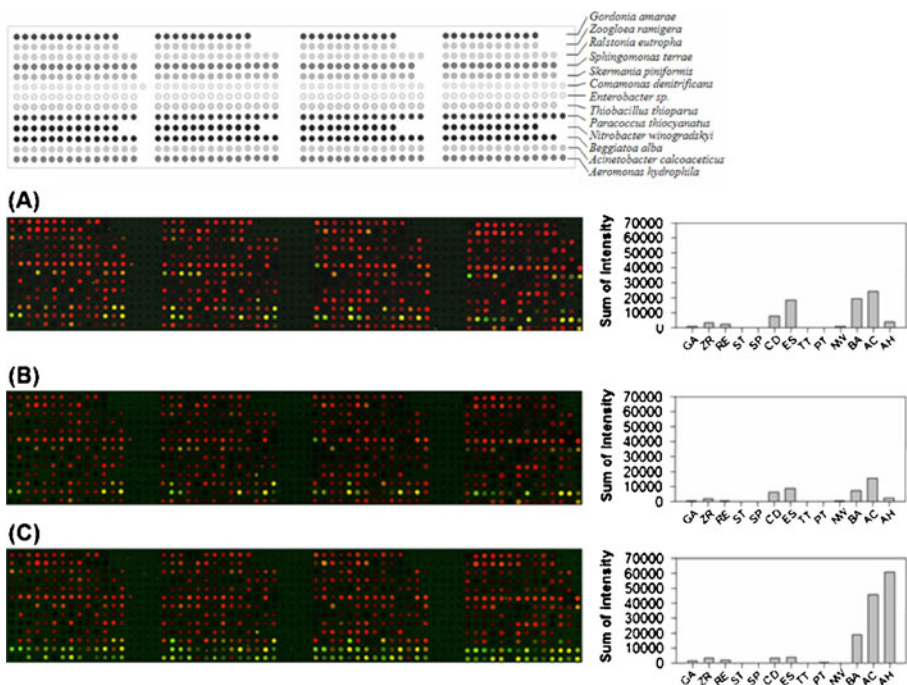 Gordonia amarae
Zoogloea ramigera
Ralstonia eutropha
Sphingomonas terrae
Skermania piniformis
Comamonas denitrificans
Enterobacter sp.
Thiobacillus thioparus
Paracoccus thiocyanatus
Nitrobacter winogradskyi
Beggiatoa alba
Acinetobacter calcoaceticus
Aeromonas hydrophila
(A)
Sum of Intensity
70000
60000
50000
40000
30000
20000
10000
0
GA ZR RE ST SP CD ES TT PT NW BA AC AH
(B)
Sum of Intensity
70000
60000
50000
40000
30000
20000
10000
0
GA ZR RE ST SP CD ES TT PT NW BA AC AH
(C)
Sum of Intensity
70000
60000
50000
40000
30000
20000
10000
0
GA ZR RE ST SP CD ES TT PT NW BA AC AH